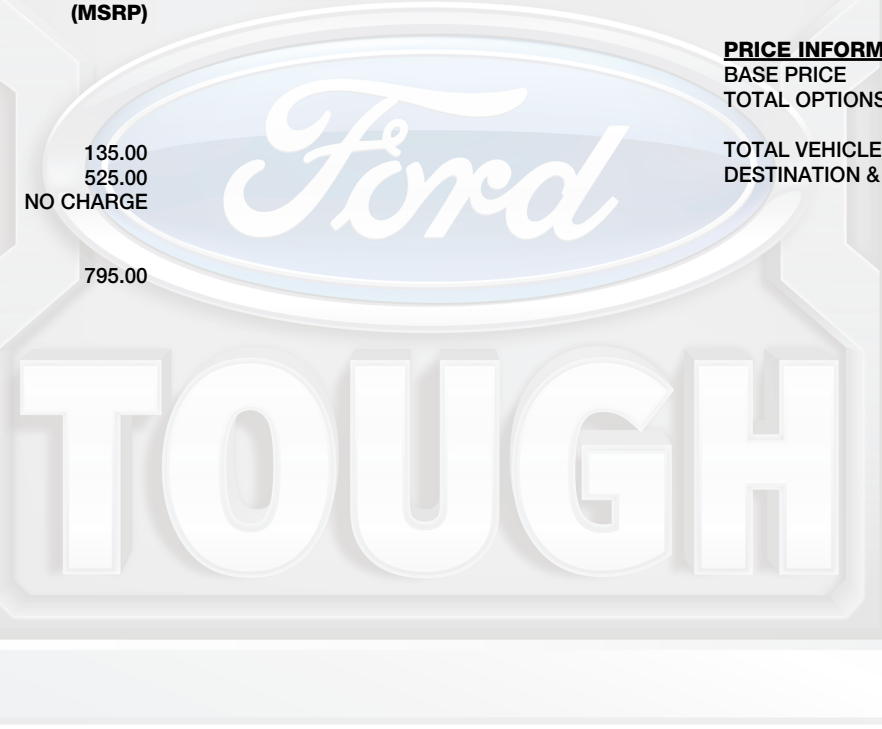 (MSRP)
135.00
525.00
NO CHARGE
795.00
PRICE INFORM
BASE PRICE
TOTAL OPTIONS
TOTAL VEHICLE
DESTINATION &
Ford
TOUGH